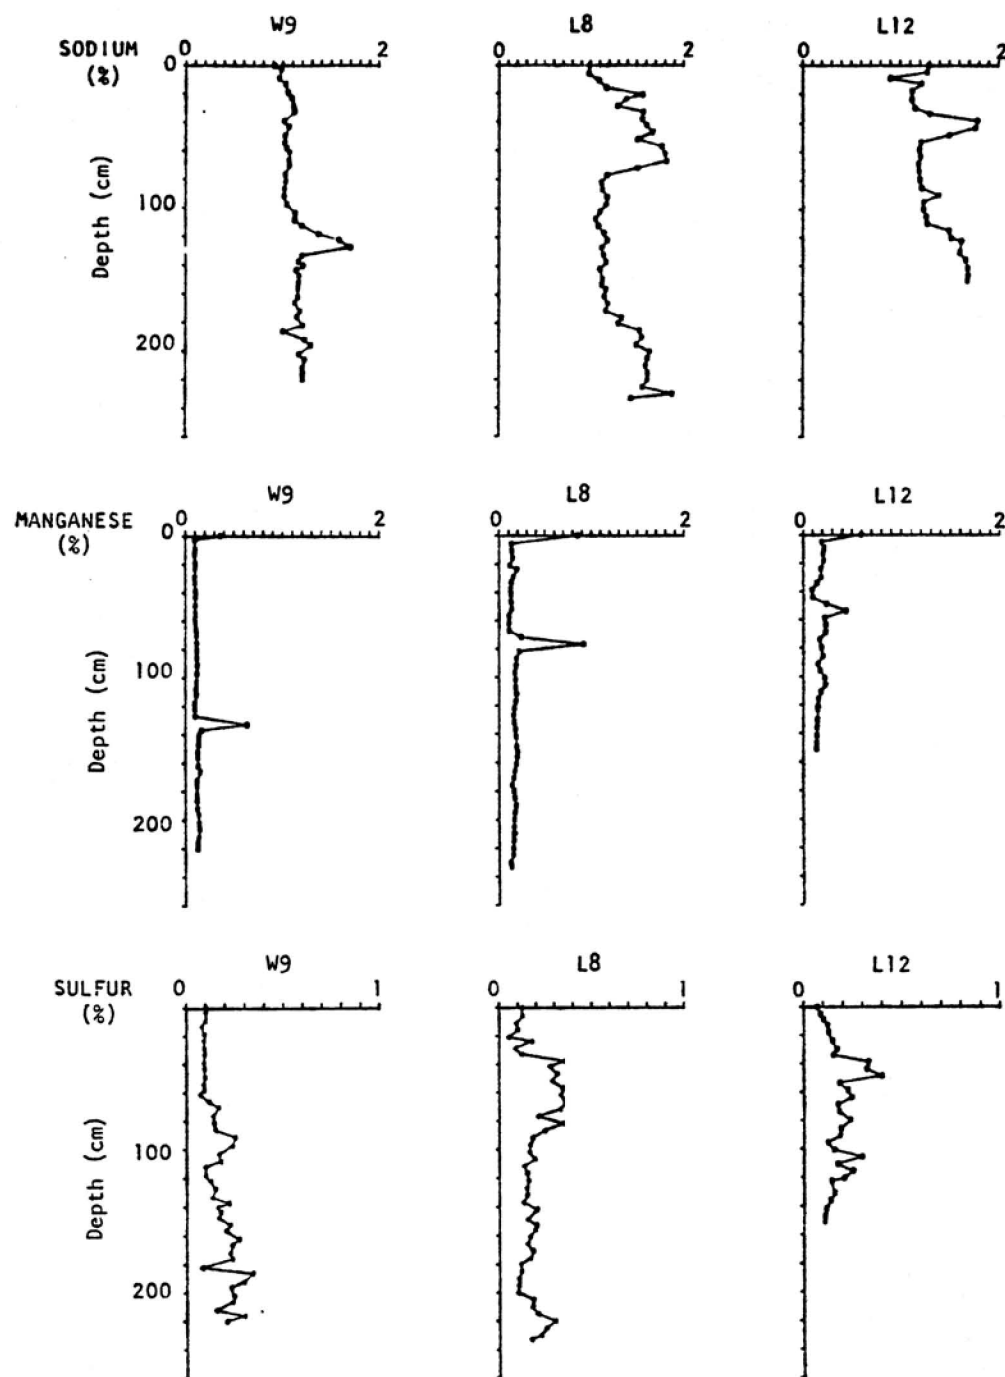 W9 L8 L12
SODIUM 0 2 0 2 0 2
(%) 0
Depth (cm)
100
200
W9 L8 L12
MANGANESE 0 2 0 2 0 2
(%) 0
Depth (cm)
100
200
W9 L8 L12
SULFUR 0 1 0 1 0 1
(%)
Depth (cm)
100
200